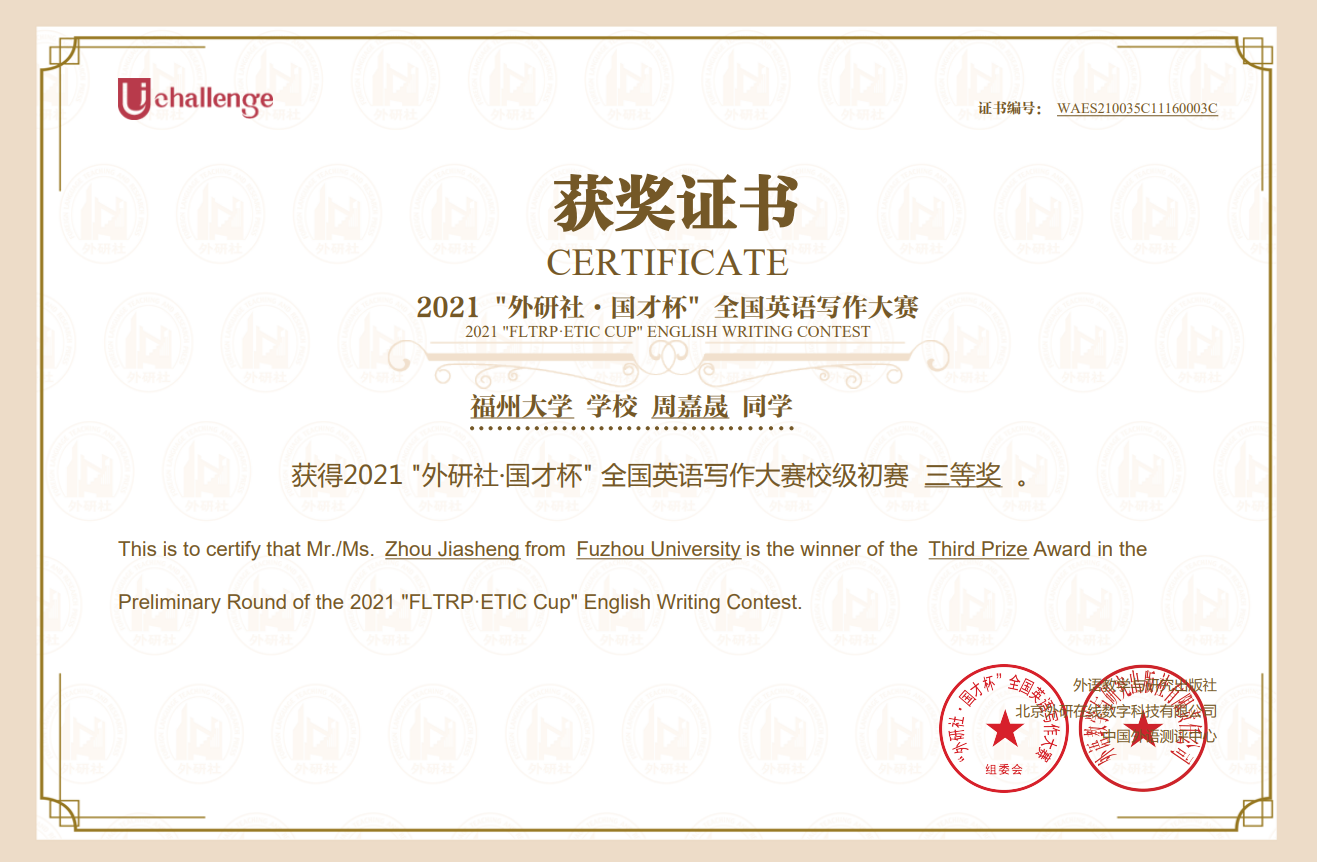 Uchallenge
证书编号： WAES210035C11160003C
获奖证书
CERTIFICATE
2021 "外研社·国才杯" 全国英语写作大赛
2021 "FLTRP·ETIC CUP" ENGLISH WRITING CONTEST
福州大学 学校 周嘉晟 同学
获得2021 "外研社·国才杯" 全国英语写作大赛校级初赛 三等奖 。
This is to certify that Mr./Ms. Zhou Jiasheng from Fuzhou University is the winner of the Third Prize Award in the
Preliminary Round of the 2021 "FLTRP·ETIC Cup" English Writing Contest.
外语教学与研究出版社
北京外研在线数字科技有限公司
中国外语测评中心
"外研社·国才杯" 全国英语写作大赛
组委会
外研社